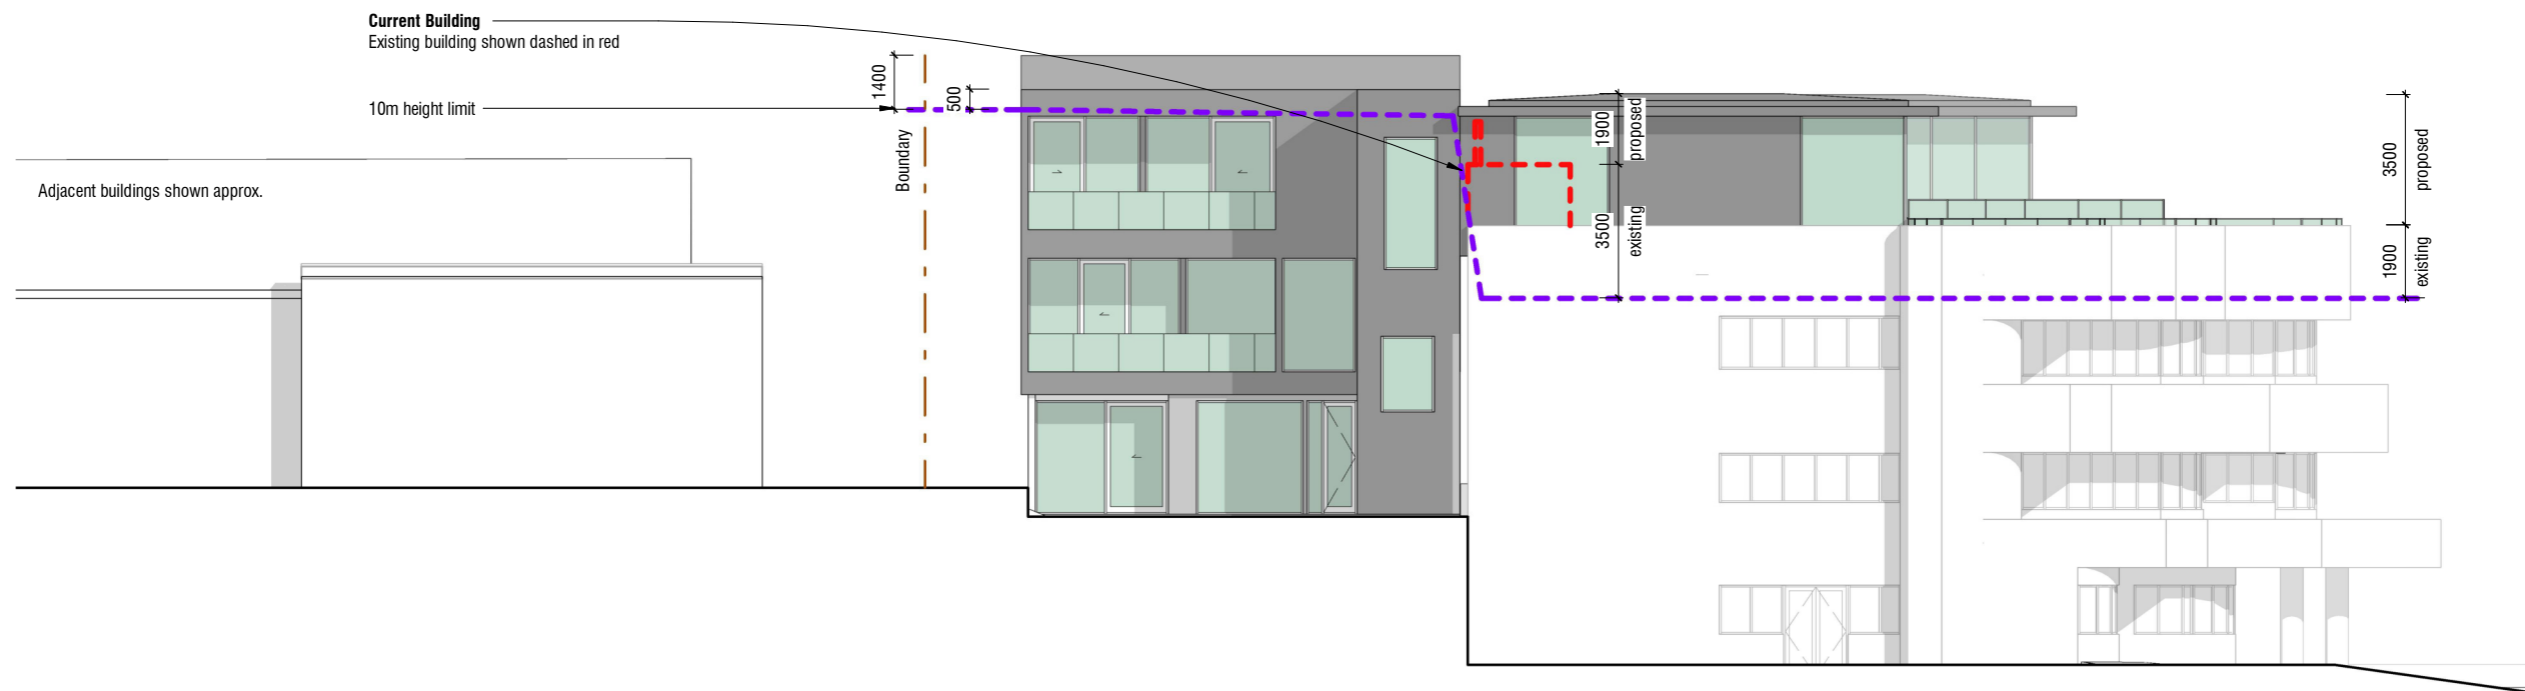 Current Building
Existing building shown dashed in red
10m height limit
Adjacent buildings shown approx.
1400
500
Boundary
1900
proposed
3500
existing
3500
proposed
1900
existing